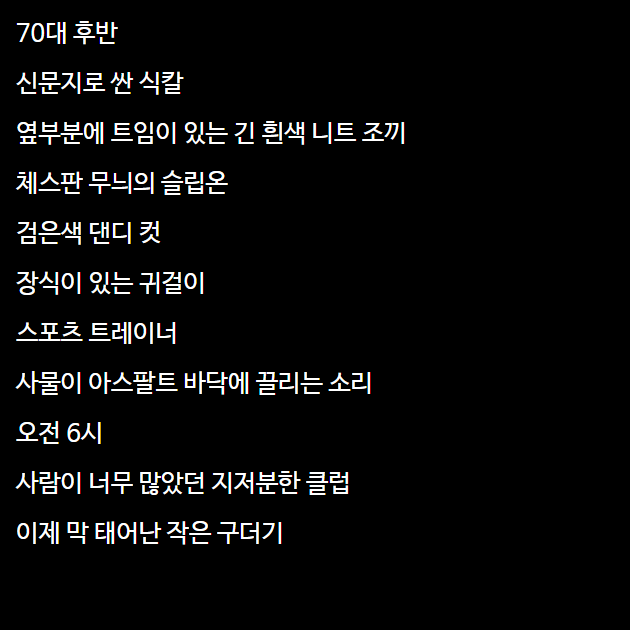 70대 후반
신문지로 싼 식칼
옆부분에 트임이 있는 긴 흰색 니트 조끼
체스판 무늬의 슬립온
검은색 댄디 컷
장식이 있는 귀걸이
스포츠 트레이너
사물이 아스팔트 바닥에 끌리는 소리
오전 6시
사람이 너무 많았던 지저분한 클럽
이제 막 태어난 작은 구더기